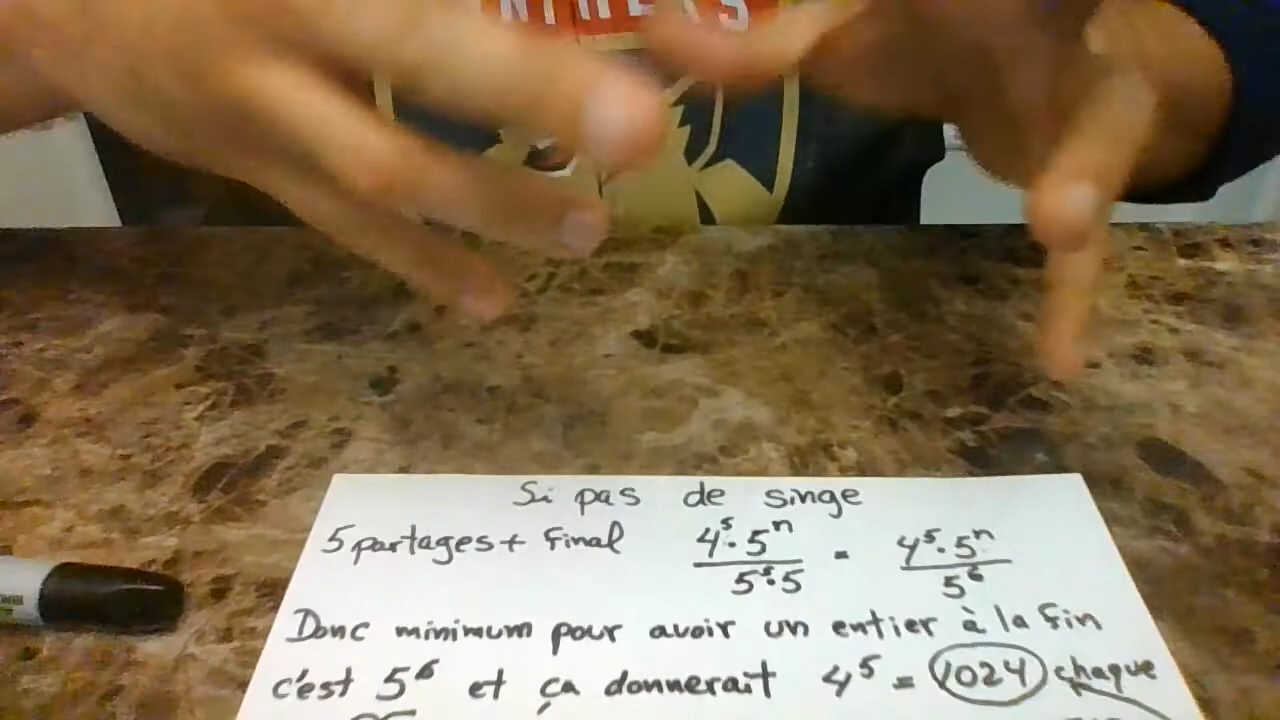 Si pas de singe
5 partages + Final 4⁵·5ⁿ / 5⁵·5 = 4⁵·5ⁿ / 5⁶
Donc minimum pour avoir un entier à la fin
c'est 5⁶ et ça donnerait 4⁵ = 1024 chaque